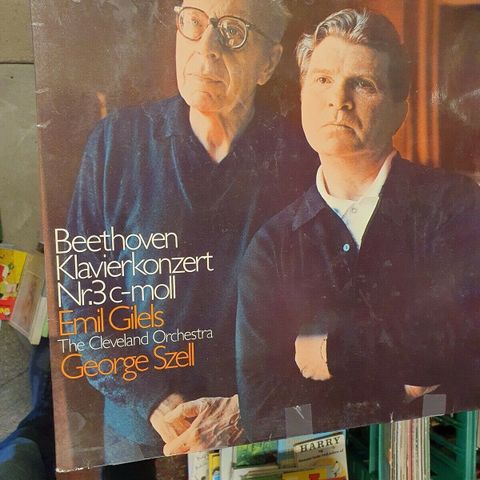 Beethoven
Klavierkonzert
Nr.3 c-moll
Emil Gilels
The Cleveland Orchestra
George Szell
HARRY